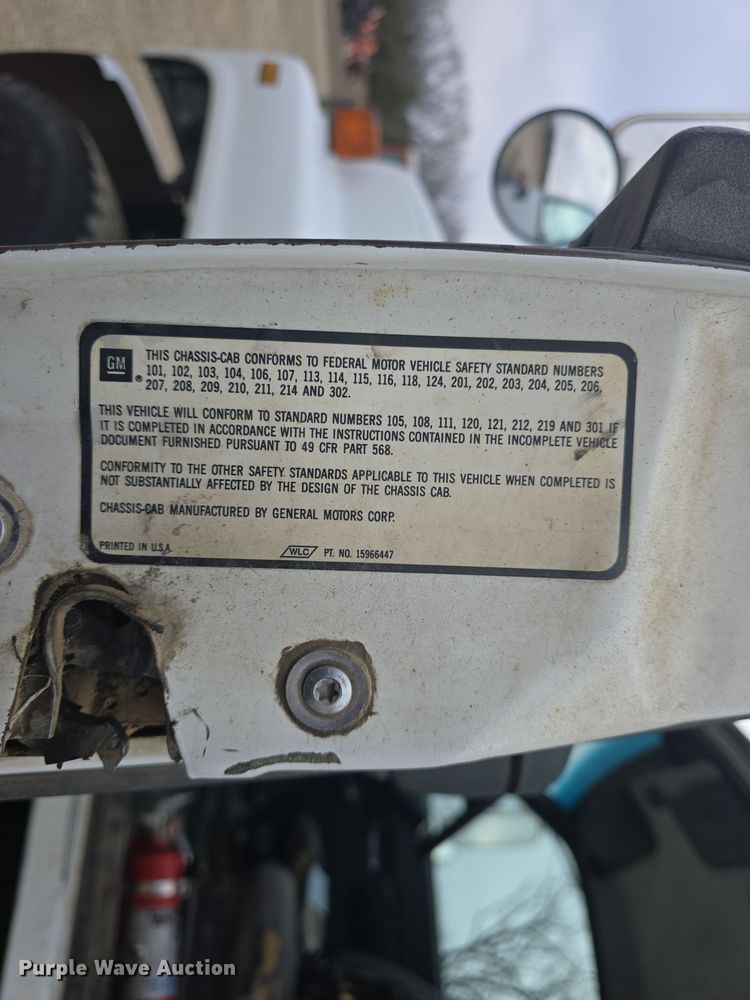 GM
®
THIS CHASSIS-CAB CONFORMS TO FEDERAL MOTOR VEHICLE SAFETY STANDARD NUMBERS
101, 102, 103, 104, 106, 107, 113, 114, 115, 116, 118, 124, 201, 202, 203, 204, 205, 206,
207, 208, 209, 210, 211, 214 AND 302.
THIS VEHICLE WILL CONFORM TO STANDARD NUMBERS 105, 108, 111, 120, 121, 212, 219 AND 301 IF
IT IS COMPLETED IN ACCORDANCE WITH THE INSTRUCTIONS CONTAINED IN THE INCOMPLETE VEHICLE
DOCUMENT FURNISHED PURSUANT TO 49 CFR PART 568.
CONFORMITY TO THE OTHER SAFETY STANDARDS APPLICABLE TO THIS VEHICLE WHEN COMPLETED IS
NOT SUBSTANTIALLY AFFECTED BY THE DESIGN OF THE CHASSIS CAB.
CHASSIS-CAB MANUFACTURED BY GENERAL MOTORS CORP.
PRINTED IN U.S.A. WLC PT. NO. 15966447
Purple Wave Auction